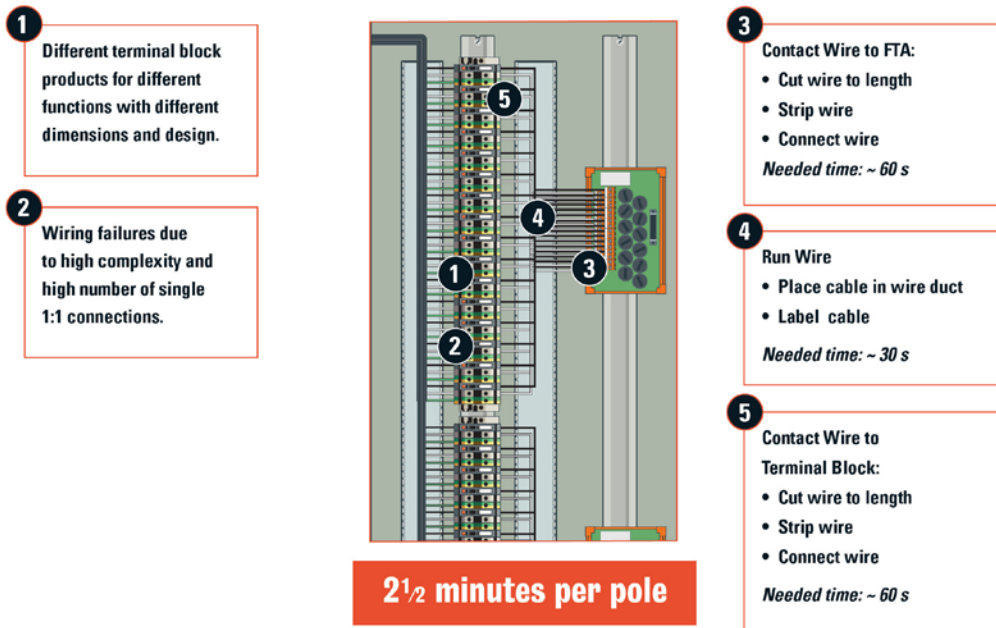 1
Different terminal block
products for different
functions with different
dimensions and design.
2
Wiring failures due
to high complexity and
high number of single
1:1 connections.
5
4
3
1
2
2½ minutes per pole
3
Contact Wire to FTA:
• Cut wire to length
• Strip wire
• Connect wire
Needed time: ~ 60 s
4
Run Wire
• Place cable in wire duct
• Label cable
Needed time: ~ 30 s
5
Contact Wire to
Terminal Block:
• Cut wire to length
• Strip wire
• Connect wire
Needed time: ~ 60 s